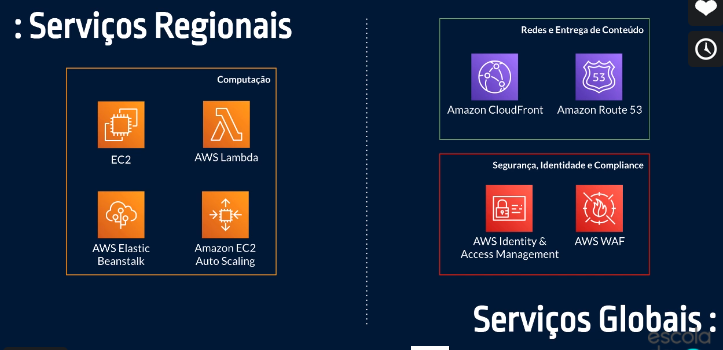 : Serviços Regionais
Computação
EC2
AWS Lambda
AWS Elastic
Beanstalk
Amazon EC2
Auto Scaling
Redes e Entrega de Conteúdo
53
Amazon CloudFront
Amazon Route 53
Segurança, Identidade e Compliance
AWS Identity &
Access Management
AWS WAF
Serviços Globais :
escola